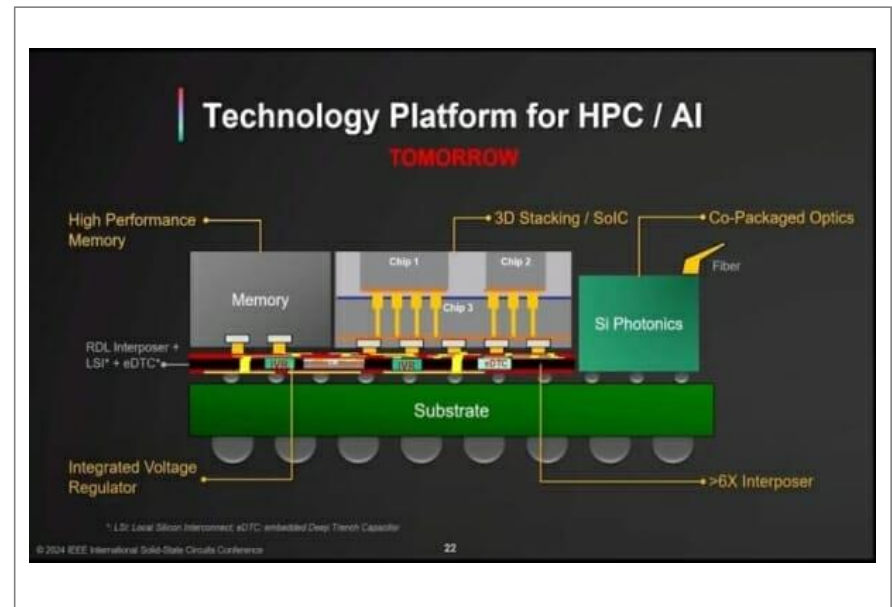 Technology Platform for HPC / AI
TOMORROW
High Performance
Memory
3D Stacking / SoIC
Co-Packaged Optics
Fiber
Chip 1
Chip 2
Chip 3
Memory
Si Photonics
RDL Interposer +
LSI* + eDTC*
IVR
IVR
eDTC
Substrate
Integrated Voltage
Regulator
>6X Interposer
*: LSI: Local Silicon Interconnect; eDTC: embedded Deep Trench Capacitor
© 2024 IEEE International Solid-State Circuits Conference
22